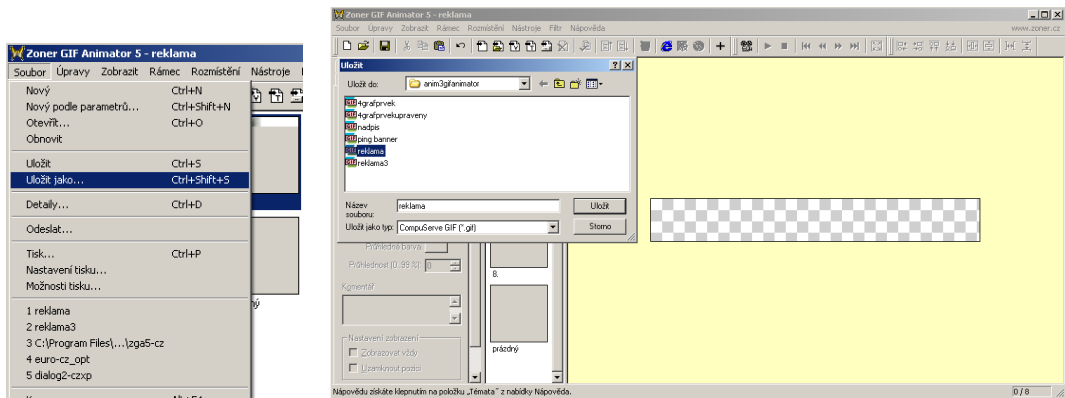 Zoner GIF Animator 5 - reklama
Soubor Úpravy Zobrazit Rámec Rozmístění Nástroje
Nový Ctrl+N
Nový podle parametrů... Ctrl+Shift+N
Otevřít... Ctrl+O
Obnovit
Uložit Ctrl+S
Uložit jako... Ctrl+Shift+S
Detaily... Ctrl+D
Odeslat...
Tisk... Ctrl+P
Nastavení tisku...
Možnosti tisku...
1 reklama
2 reklama3
3 C:\Program Files\...\zga5-cz
4 euro-cz_opt
5 dialog2-czxp
Zoner GIF Animator 5 - reklama
Soubor Úpravy Zobrazit Rámec Rozmístění Nástroje Filtr Nápověda www.zoner.cz
Uložit
Uložit do: anim3gifanimator
4grafprvek
4grafprvekupraveny
nadpis
ping banner
reklama
reklama3
Název souboru: reklama Uložit
Uložit jako typ: CompuServe GIF (*.gif) Storno
Průhledná barva
Průhlednost (0..99 %): 0
Komentář
Nastavení zobrazení
Zobrazovat vždy
Uzamknout pozici
8.
prázdný
Nápovědu získáte klepnutím na položku „Témata" z nabídky Nápověda. 0 / 8